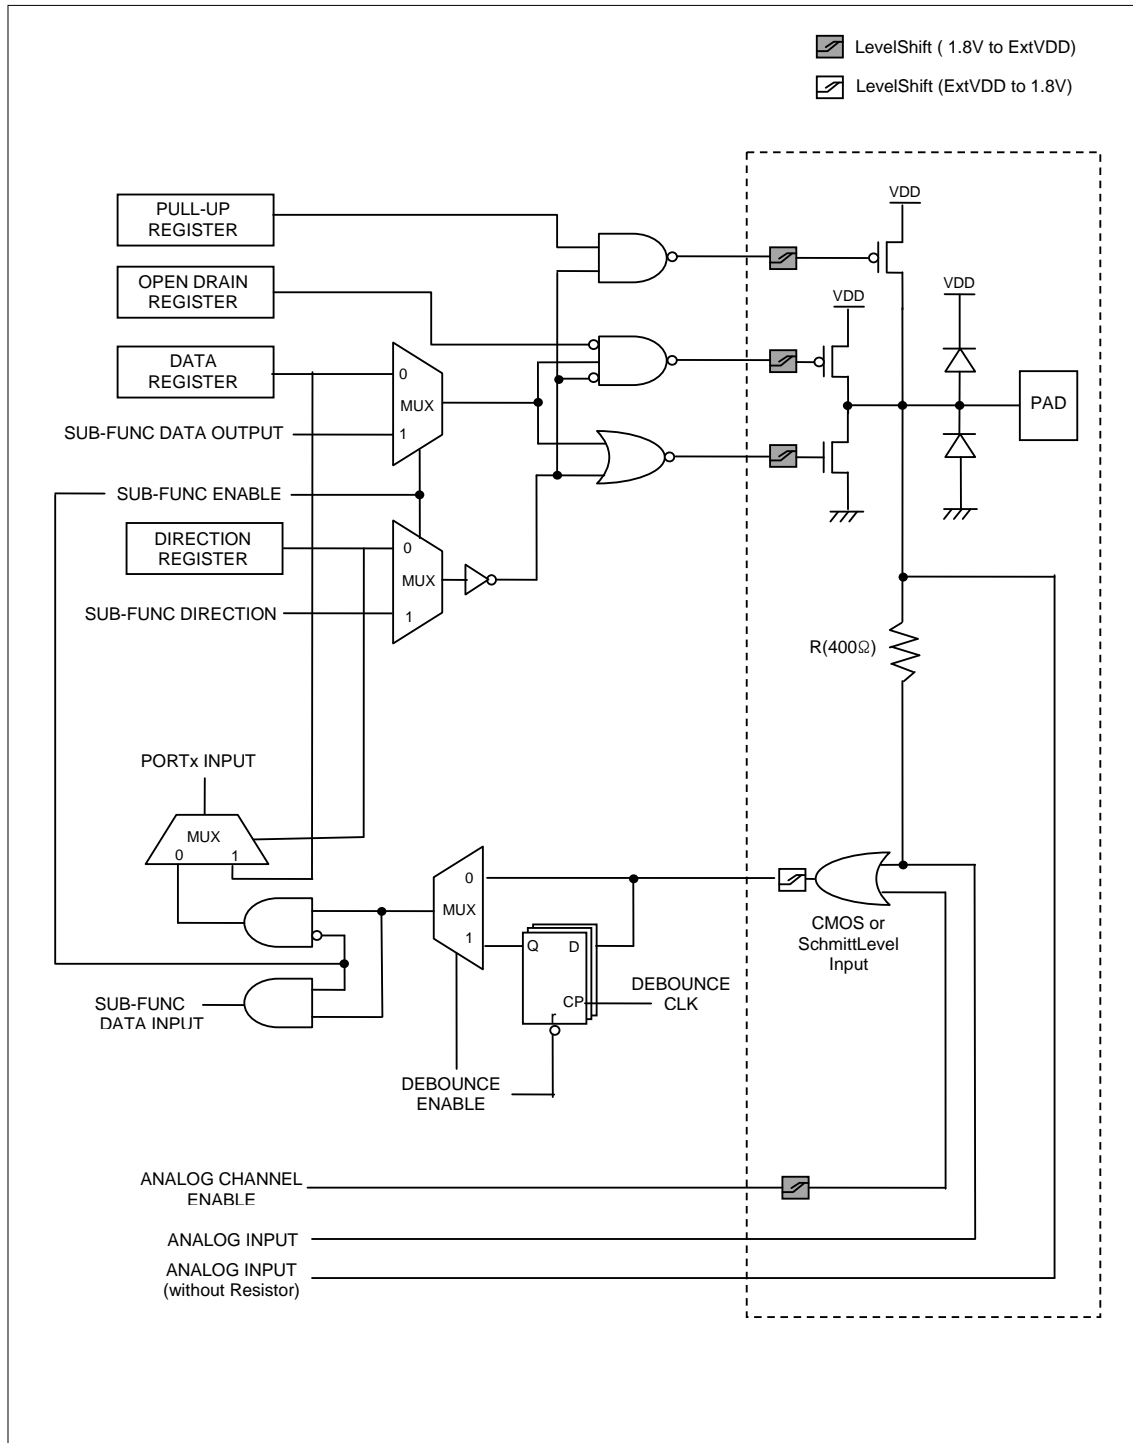 LevelShift ( 1.8V to ExtVDD)
LevelShift (ExtVDD to 1.8V)
VDD
PULL-UP
REGISTER
OPEN DRAIN
REGISTER
VDD
VDD
DATA
REGISTER
0
MUX
1
PAD
SUB-FUNC DATA OUTPUT
SUB-FUNC ENABLE
DIRECTION
REGISTER
0
MUX
1
SUB-FUNC DIRECTION
R(400Ω)
PORTx INPUT
MUX
0 1
0
MUX
1
Q D
CP
r
CMOS or
SchmittLevel
Input
DEBOUNCE
CLK
SUB-FUNC
DATA INPUT
DEBOUNCE
ENABLE
ANALOG CHANNEL
ENABLE
ANALOG INPUT
ANALOG INPUT
(without Resistor)